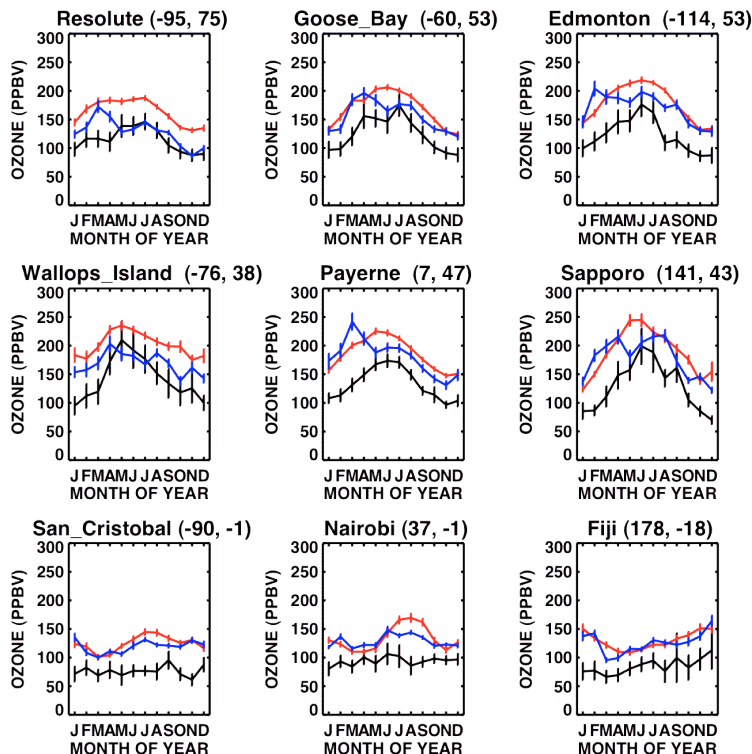 Resolute (-95, 75)
300
250
200
150
100
50
0
OZONE (PPBV)
J FMAMJ J ASOND
MONTH OF YEAR
Goose_Bay (-60, 53)
300
250
200
150
100
50
0
OZONE (PPBV)
J FMAMJ J ASOND
MONTH OF YEAR
Edmonton (-114, 53)
300
250
200
150
100
50
0
OZONE (PPBV)
J FMAMJ J ASOND
MONTH OF YEAR
Wallops_Island (-76, 38)
300
250
200
150
100
50
0
OZONE (PPBV)
J FMAMJ J ASOND
MONTH OF YEAR
Payerne (7, 47)
300
250
200
150
100
50
0
OZONE (PPBV)
J FMAMJ J ASOND
MONTH OF YEAR
Sapporo (141, 43)
300
250
200
150
100
50
0
OZONE (PPBV)
J FMAMJ J ASOND
MONTH OF YEAR
San_Cristobal (-90, -1)
300
250
200
150
100
50
0
OZONE (PPBV)
J FMAMJ J ASOND
MONTH OF YEAR
Nairobi (37, -1)
300
250
200
150
100
50
0
OZONE (PPBV)
J FMAMJ J ASOND
MONTH OF YEAR
Fiji (178, -18)
300
250
200
150
100
50
0
OZONE (PPBV)
J FMAMJ J ASOND
MONTH OF YEAR